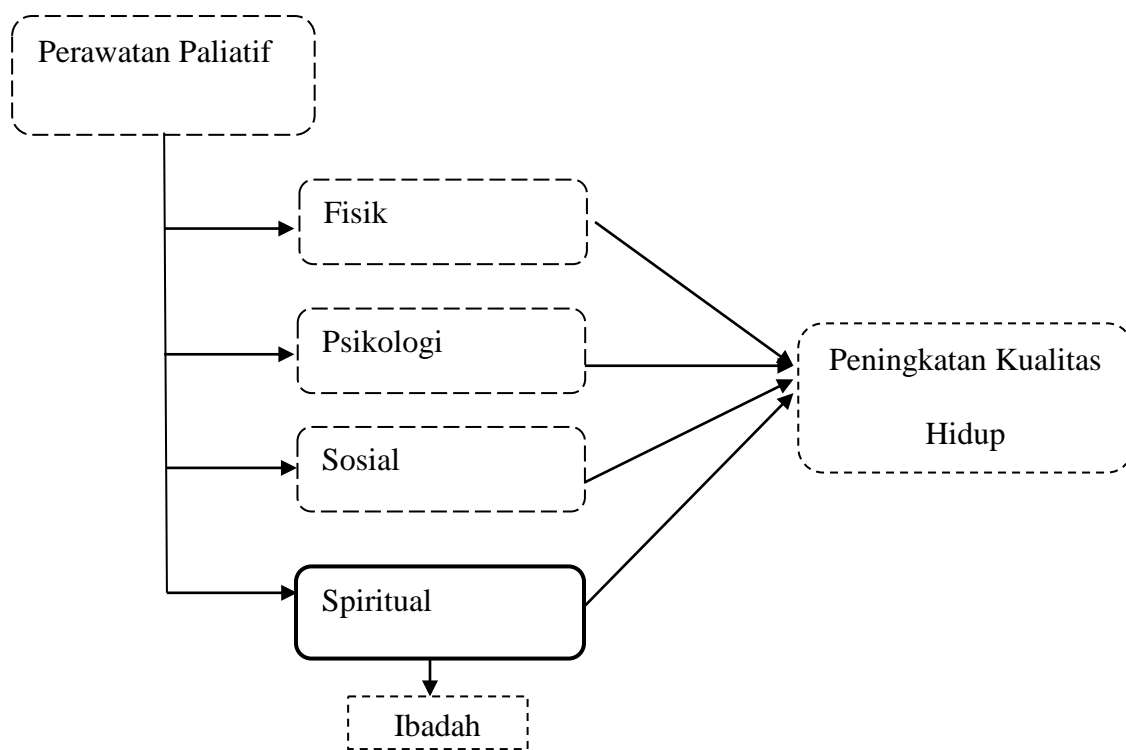 Perawatan Paliatif
Fisik
Psikologi
Sosial
Spiritual
Ibadah
Peningkatan Kualitas
Hidup